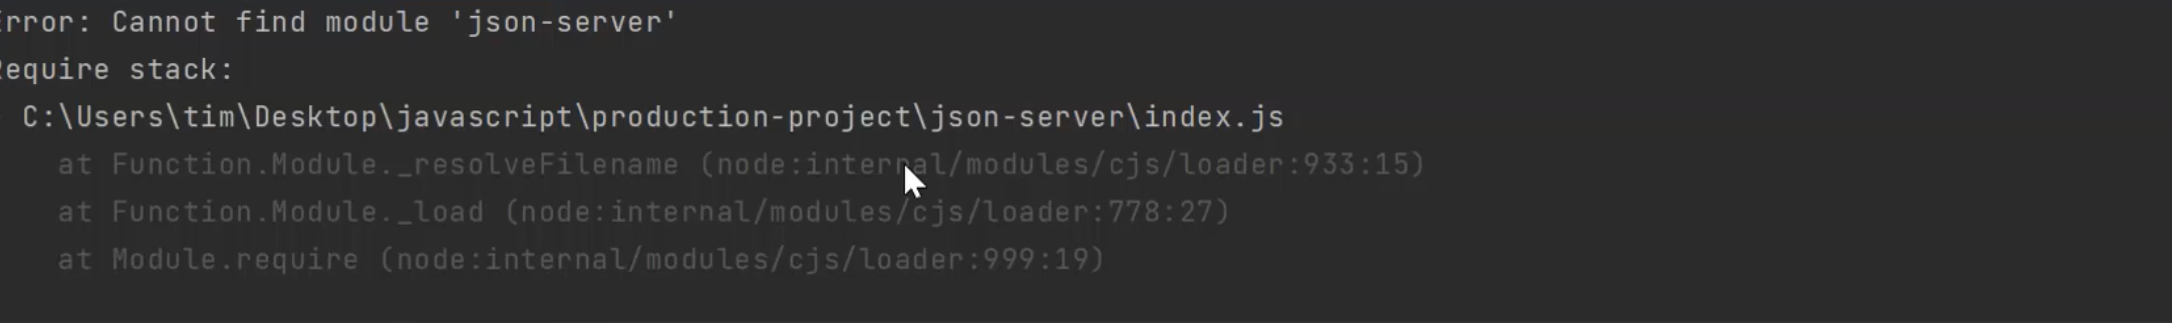 Error: Cannot find module 'json-server'
Require stack:
C:\Users\tim\Desktop\javascript\production-project\json-server\index.js
at Function.Module._resolveFilename (node:internal/modules/cjs/loader:933:15)
at Function.Module._load (node:internal/modules/cjs/loader:778:27)
at Module.require (node:internal/modules/cjs/loader:999:19)